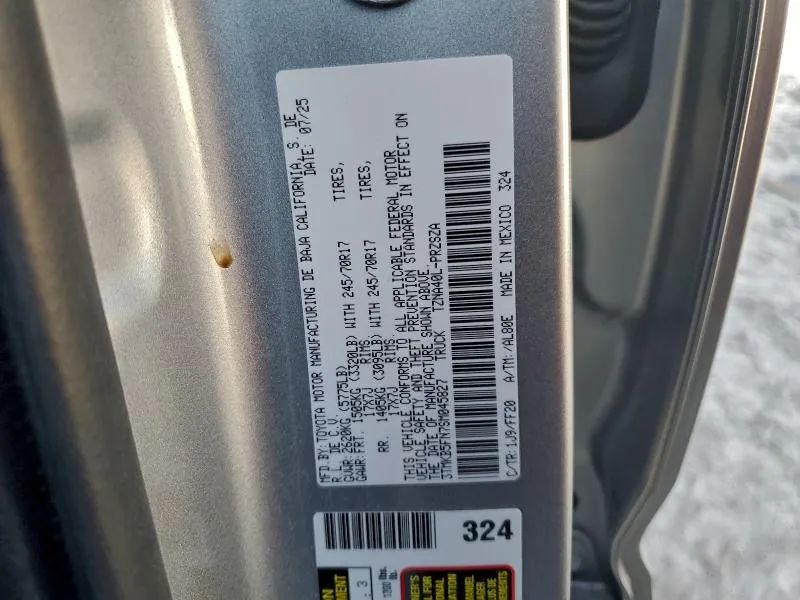 MFD.BY: TOYOTA MOTOR MANUFACTURING DE BAJA CALIFORNIA, S. DE
R.L. DE C.V. DATE: 07/25
GVWR: 2620KG (5775LB)
GAWR: FRT. 1505KG (3320LB) WITH 245/70R17 TIRES,
17X7J RIMS
RR. 1405KG (3095LB) WITH 245/70R17 TIRES,
17X7J RIMS
THIS VEHICLE CONFORMS TO ALL APPLICABLE FEDERAL MOTOR
VEHICLE SAFETY AND THEFT PREVENTION STANDARDS IN EFFECT ON
THE DATE OF MANUFACTURE SHOWN ABOVE.
3TMKB5FN7SM045827 TRUCK TZNA40L-PRZSZA
C/TR: 1J9/FF20 A/TM: /AL80E MADE IN MEXICO 324
324